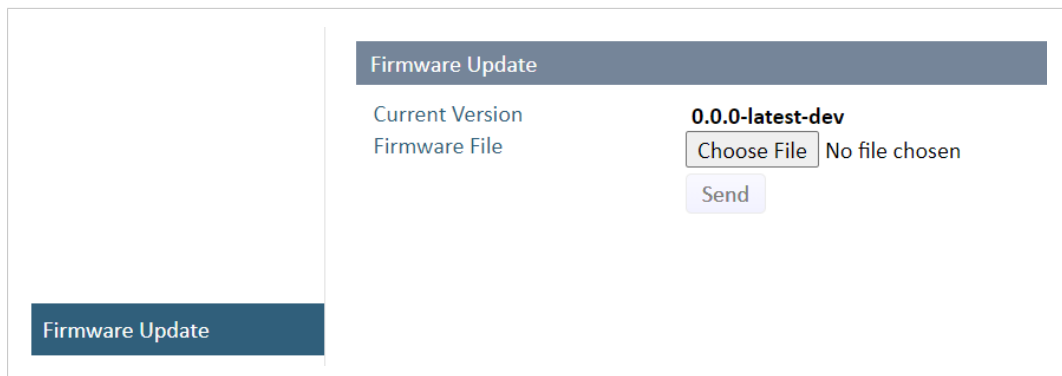 Firmware Update
Current Version 0.0.0-latest-dev
Firmware File Choose File No file chosen
Send
Firmware Update